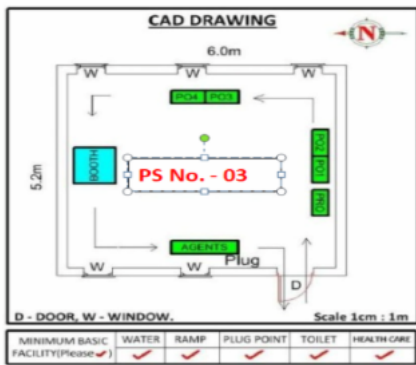 CAD DRAWING
N
6.0m
W W W
PO4 PO3
5.2m
BOOTH
PS No. - 03
PO2
PO1
PRO
AGENTS
Plug
W W
D
D - DOOR, W - WINDOW. Scale 1cm : 1m
MINIMUM BASIC FACILITY(Please ✓) WATER RAMP PLUG POINT TOILET HEALTH CARE
✓ ✓ ✓ ✓ ✓